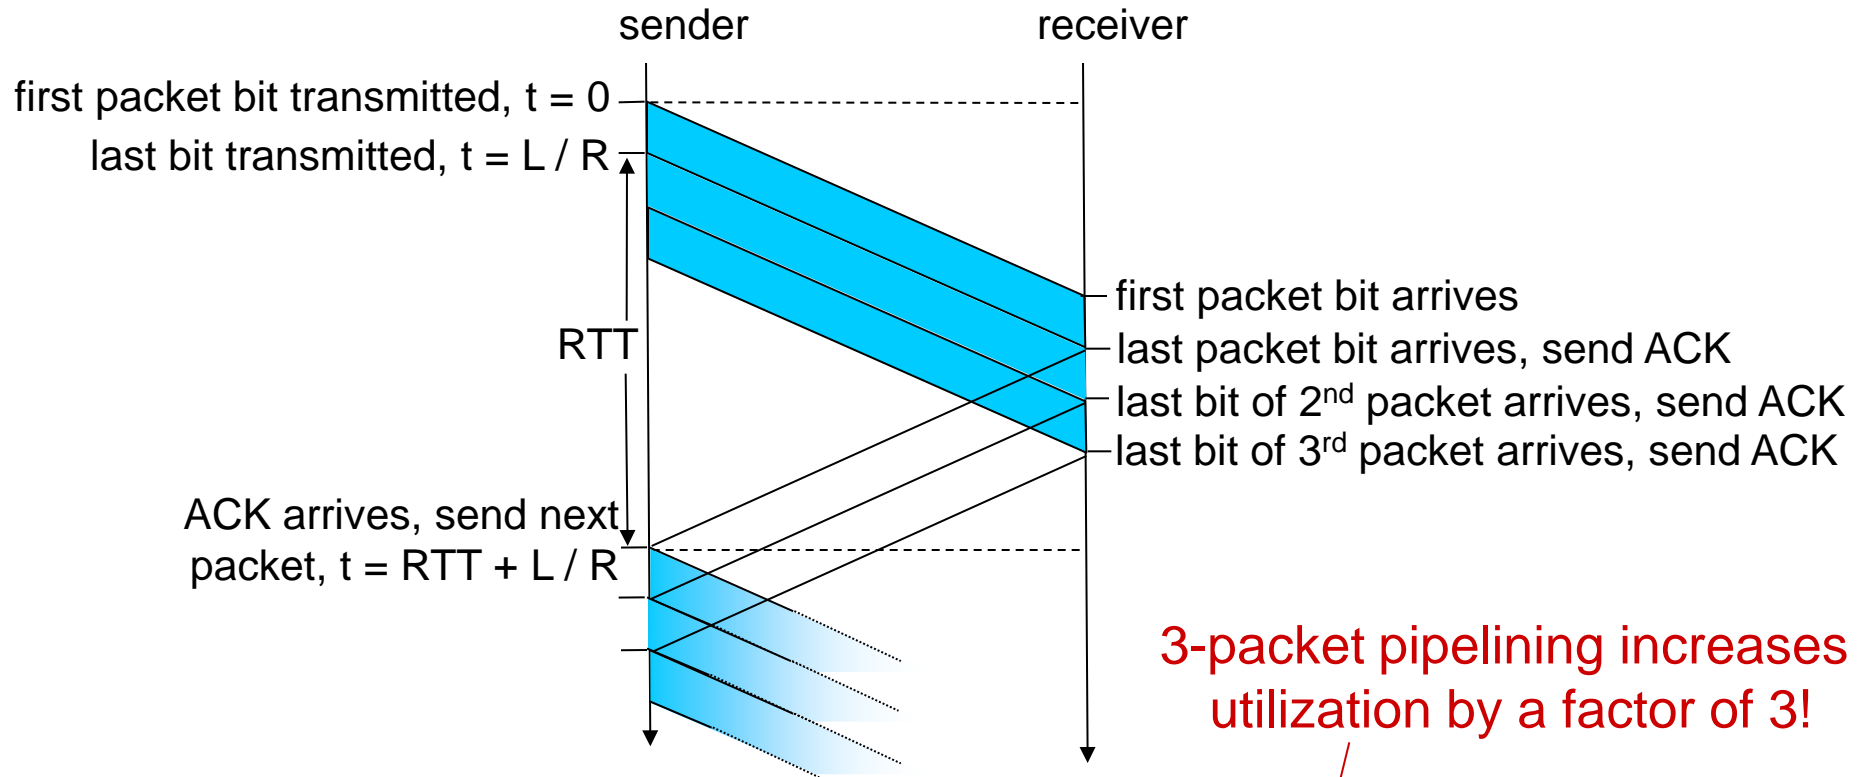 sender
receiver
first packet bit transmitted, t = 0
last bit transmitted, t = L / R
RTT
first packet bit arrives
last packet bit arrives, send ACK
last bit of 2nd packet arrives, send ACK
last bit of 3rd packet arrives, send ACK
ACK arrives, send next
packet, t = RTT + L / R
3-packet pipelining increases
utilization by a factor of 3!